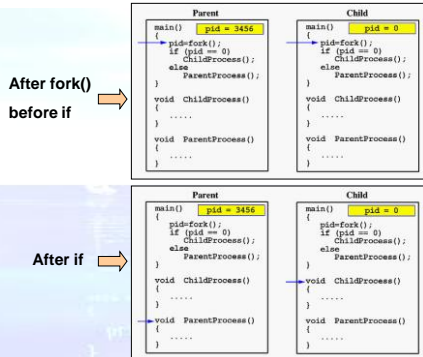 After fork()
before if
Parent
main() pid = 3456
{
pid=fork();
if (pid == 0)
ChildProcess();
else
ParentProcess();
}
void ChildProcess()
{
.....
}
void ParentProcess()
{
.....
}
Child
main() pid = 0
{
pid=fork();
if (pid == 0)
ChildProcess();
else
ParentProcess();
}
void ChildProcess()
{
.....
}
void ParentProcess()
{
.....
}
After if
Parent
main() pid = 3456
{
pid=fork();
if (pid == 0)
ChildProcess();
else
ParentProcess();
}
void ChildProcess()
{
.....
}
void ParentProcess()
{
.....
}
Child
main() pid = 0
{
pid=fork();
if (pid == 0)
ChildProcess();
else
ParentProcess();
}
void ChildProcess()
{
.....
}
void ParentProcess()
{
.....
}